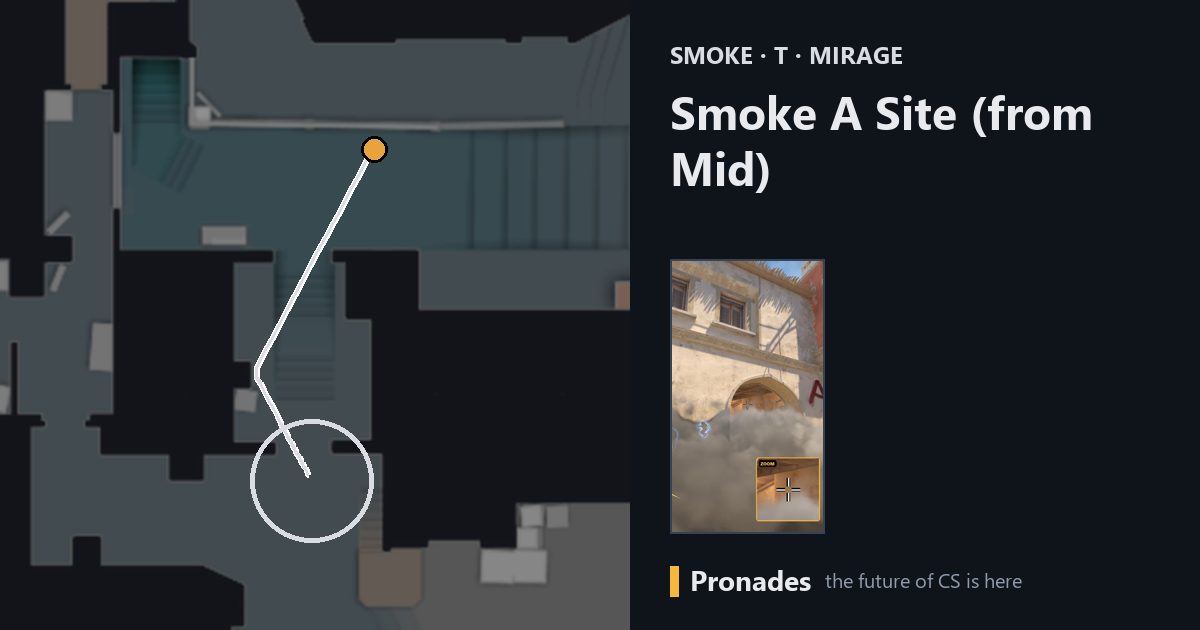 SMOKE · T · MIRAGE
Smoke A Site (from
Mid)
A
ZOOM
Pronades the future of CS is here